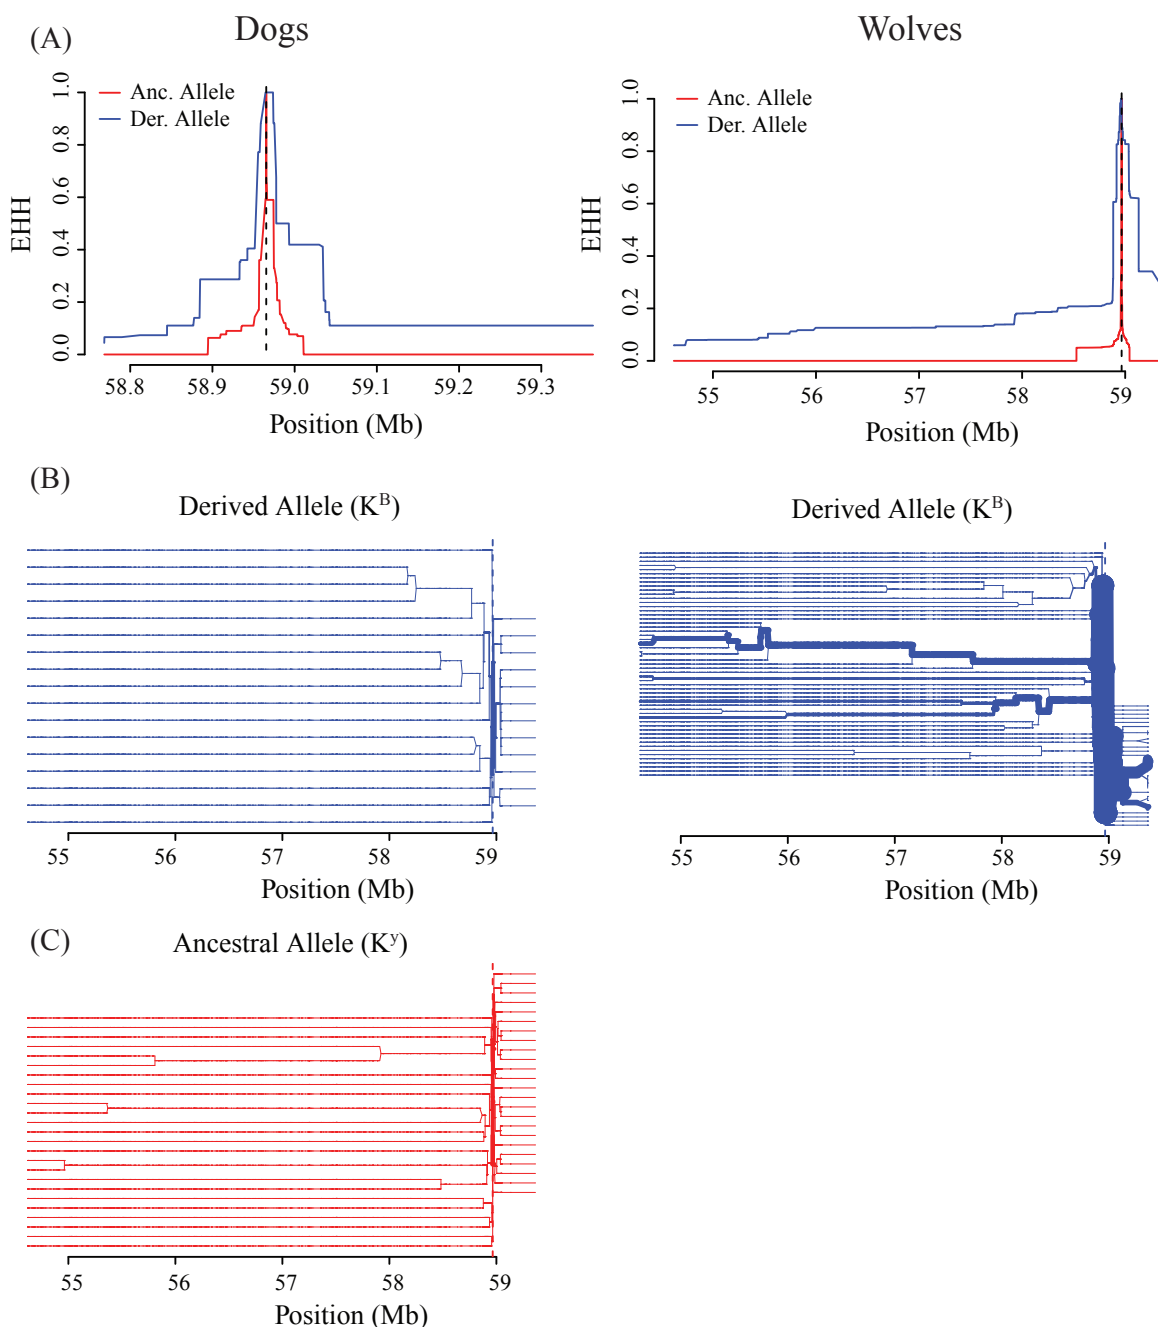 (A) Dogs Wolves
Anc. Allele
Der. Allele
EHH
0.0 0.2 0.4 0.6 0.8 1.0
58.8 58.9 59.0 59.1 59.2 59.3
Position (Mb)
Anc. Allele
Der. Allele
EHH
0.0 0.2 0.4 0.6 0.8 1.0
55 56 57 58 59
Position (Mb)
(B)
Derived Allele (K^B)
55 56 57 58 59
Position (Mb)
Derived Allele (K^B)
55 56 57 58 59
Position (Mb)
(C)
Ancestral Allele (K^y)
55 56 57 58 59
Position (Mb)